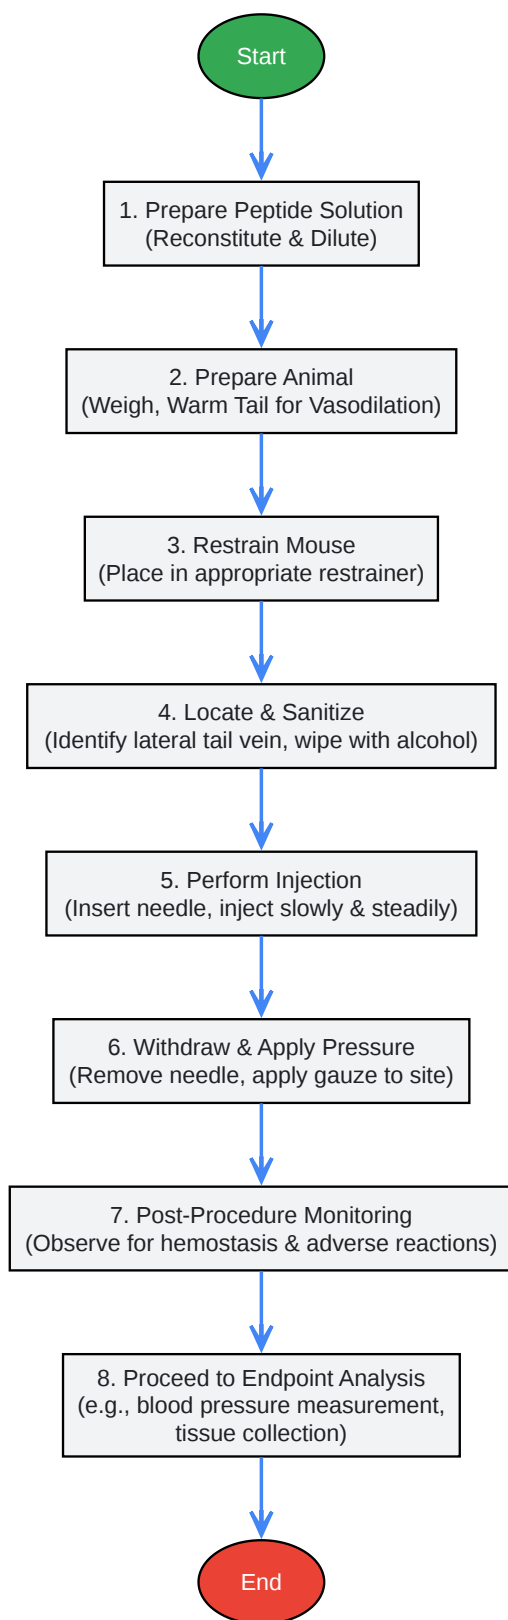 Start
1. Prepare Peptide Solution
(Reconstitute & Dilute)
2. Prepare Animal
(Weigh, Warm Tail for Vasodilation)
3. Restrain Mouse
(Place in appropriate restrainer)
4. Locate & Sanitize
(Identify lateral tail vein, wipe with alcohol)
5. Perform Injection
(Insert needle, inject slowly & steadily)
6. Withdraw & Apply Pressure
(Remove needle, apply gauze to site)
7. Post-Procedure Monitoring
(Observe for hemostasis & adverse reactions)
8. Proceed to Endpoint Analysis
(e.g., blood pressure measurement,
tissue collection)
End